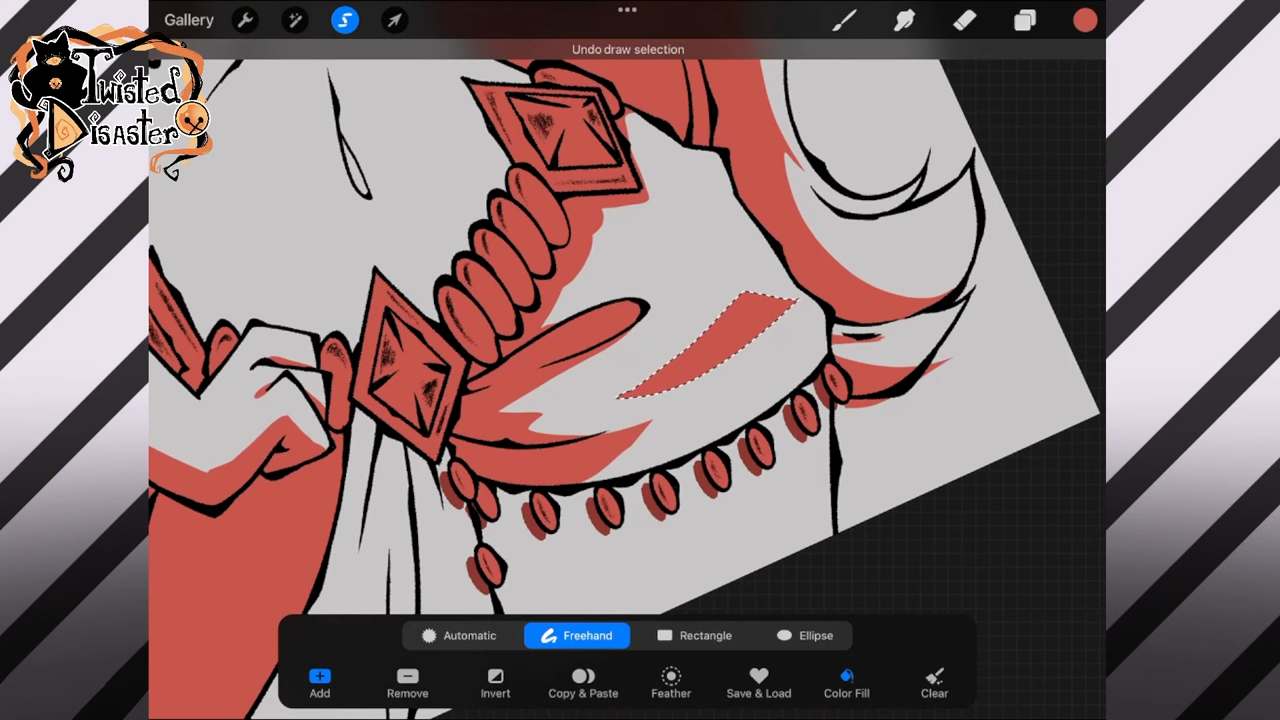 Gallery
Undo draw selection
Twisted
Disaster
Automatic Freehand Rectangle Ellipse
Add Remove Invert Copy & Paste Feather Save & Load Color Fill Clear